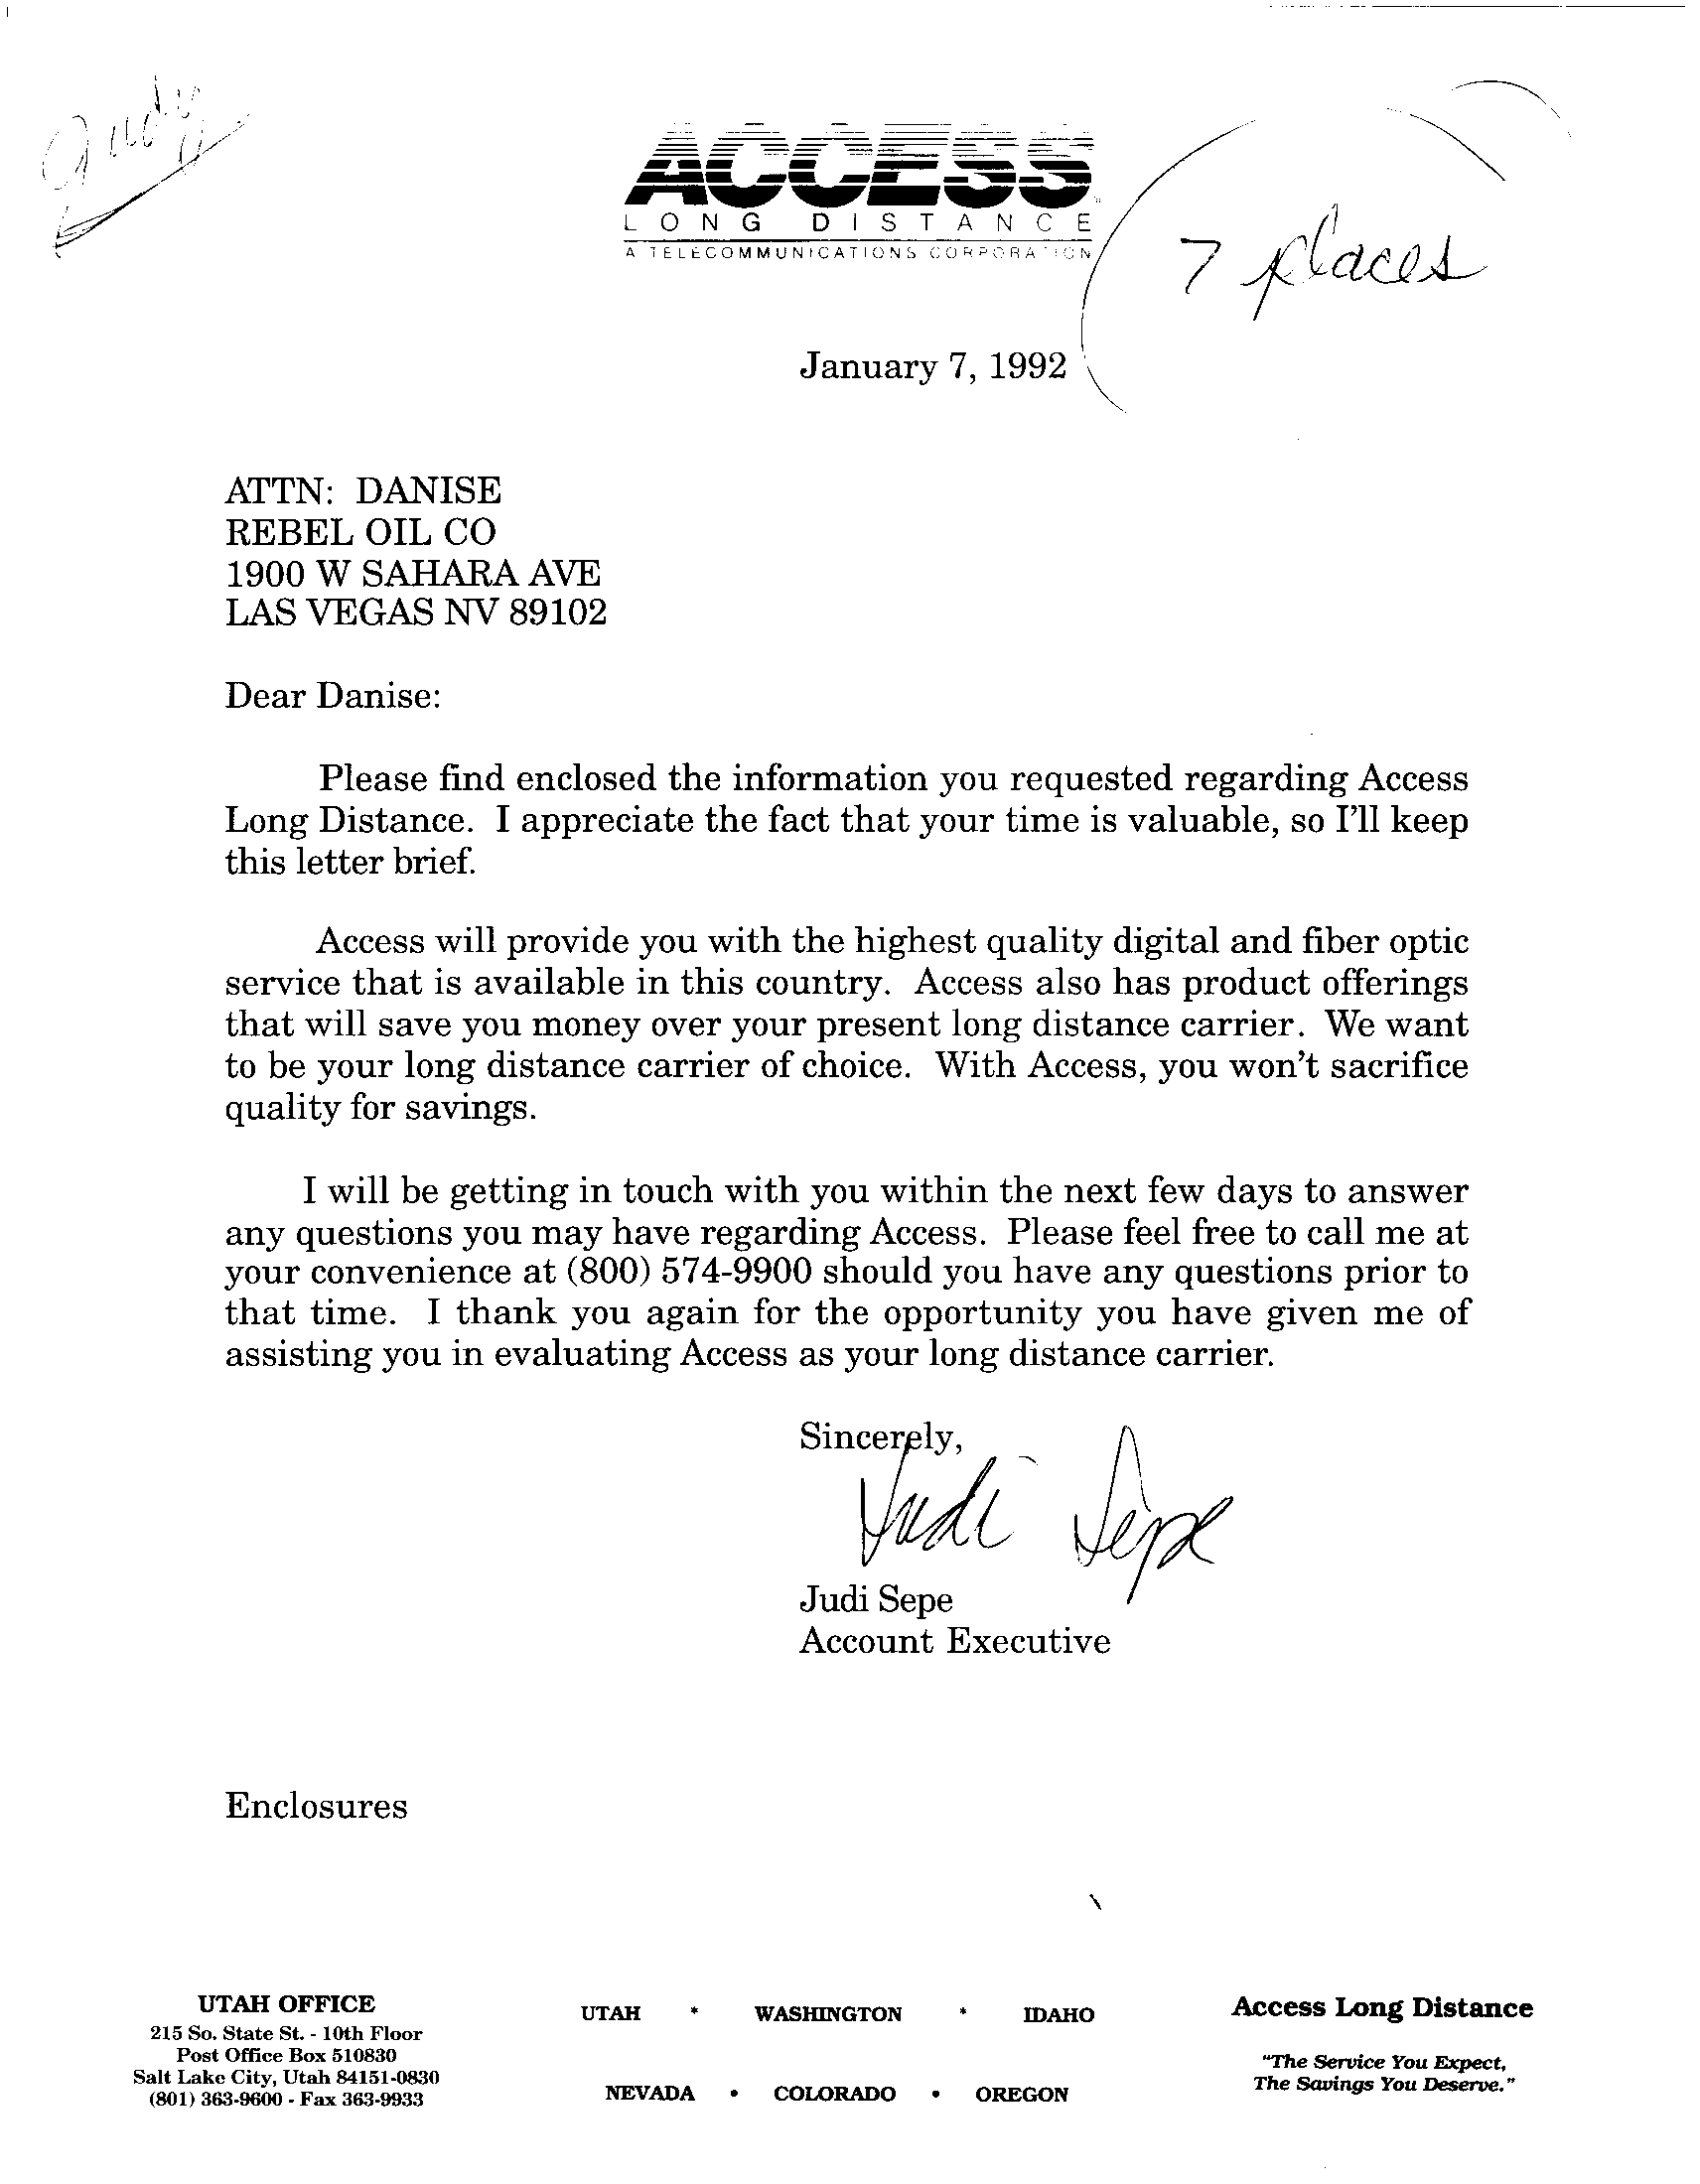 Judy
ACCESS
LONG DISTANCE
A TELECOMMUNICATIONS CORPORATION
7 places
January 7, 1992
ATTN: DANISE
REBEL OIL CO
1900 W SAHARA AVE
LAS VEGAS NV 89102
Dear Danise:
Please find enclosed the information you requested regarding Access
Long Distance. I appreciate the fact that your time is valuable, so I'll keep
this letter brief.
Access will provide you with the highest quality digital and fiber optic
service that is available in this country. Access also has product offerings
that will save you money over your present long distance carrier. We want
to be your long distance carrier of choice. With Access, you won't sacrifice
quality for savings.
I will be getting in touch with you within the next few days to answer
any questions you may have regarding Access. Please feel free to call me at
your convenience at (800) 574-9900 should you have any questions prior to
that time. I thank you again for the opportunity you have given me of
assisting you in evaluating Access as your long distance carrier.
Sincerely,
Judi Sepe
Judi Sepe
Account Executive
Enclosures
UTAH OFFICE
215 So. State St. - 10th Floor
Post Office Box 510830
Salt Lake City, Utah 84151-0830
(801) 363-9600 - Fax 363-9933
UTAH * WASHINGTON * IDAHO
NEVADA • COLORADO • OREGON
Access Long Distance
"The Service You Expect,
The Savings You Deserve."